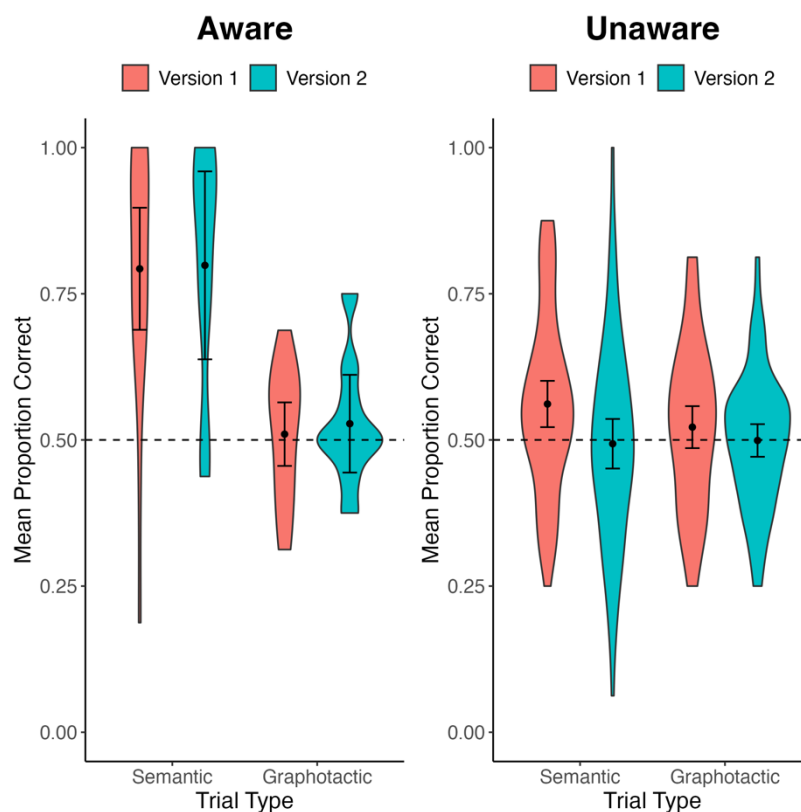 Aware
Version 1 Version 2
Mean Proportion Correct
1.00
0.75
0.50
0.25
0.00
Semantic Graphotactic
Trial Type
Unaware
Version 1 Version 2
Mean Proportion Correct
1.00
0.75
0.50
0.25
0.00
Semantic Graphotactic
Trial Type